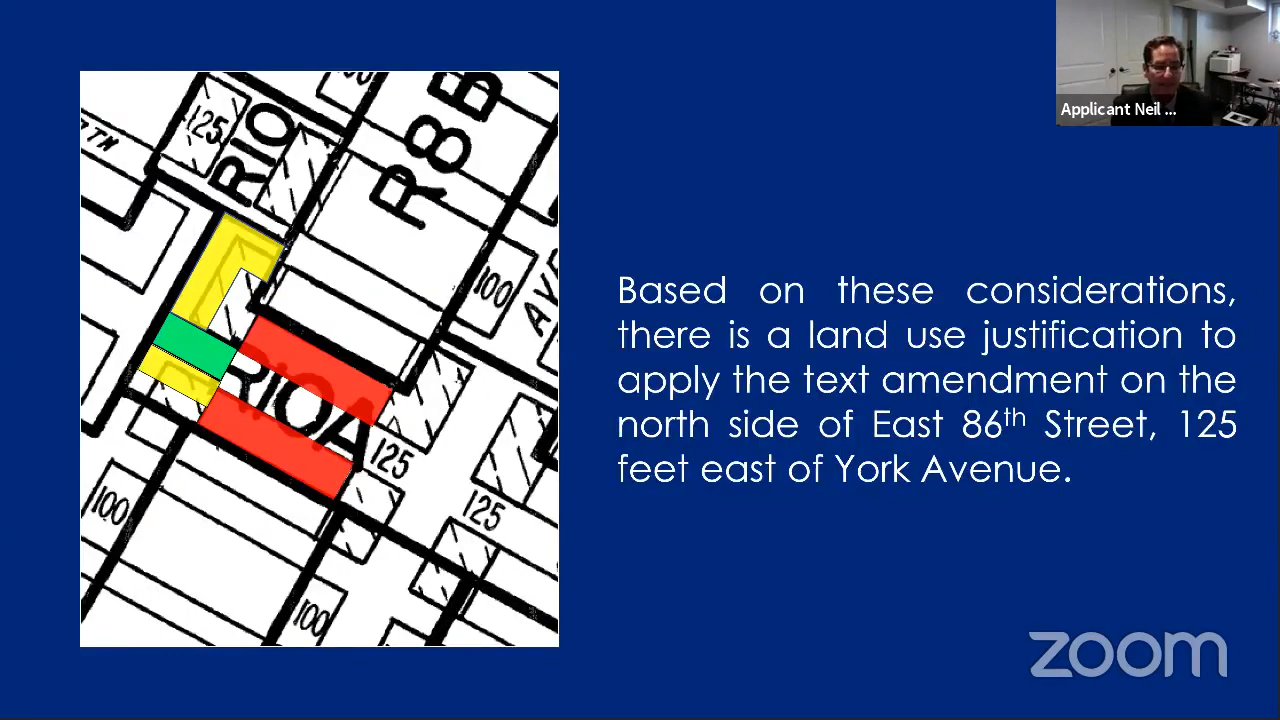 Applicant Neil ...
R8B
125
R10
TH
100
AVE
R10A
125
125
100
100
Based on these considerations,
there is a land use justification to
apply the text amendment on the
north side of East 86th Street, 125
feet east of York Avenue.
zoom